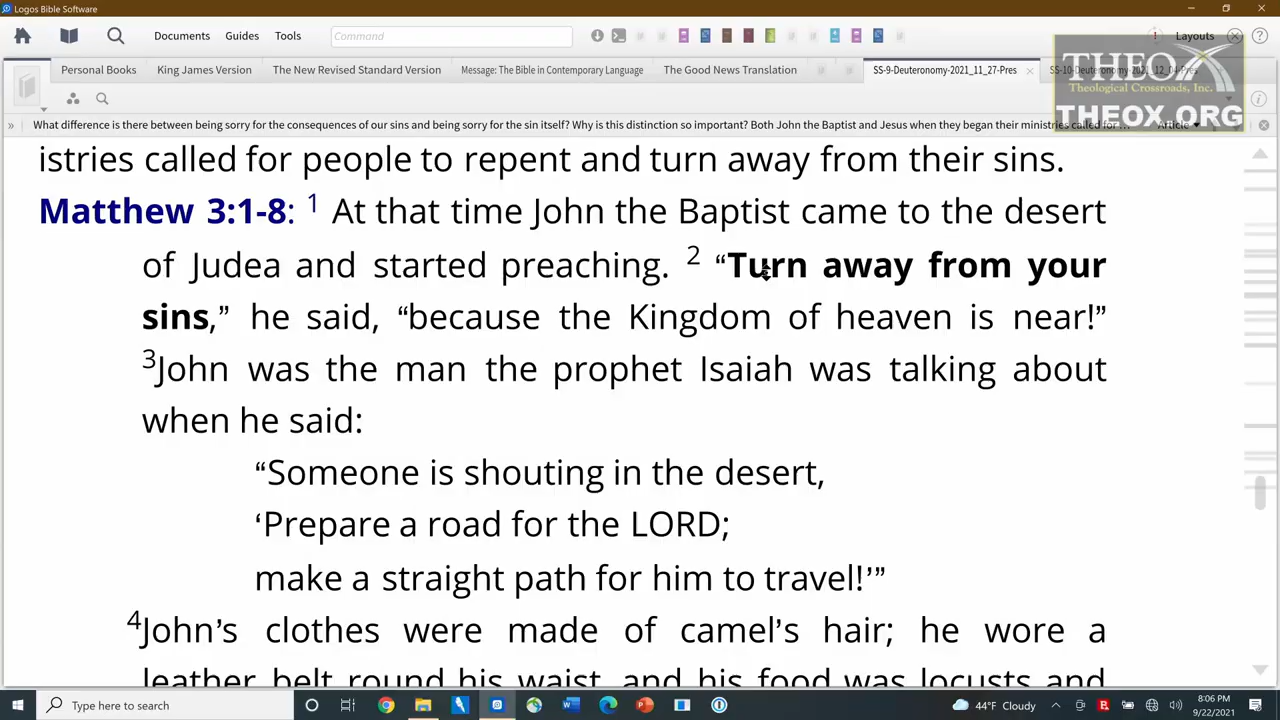 Logos Bible Software
Documents Guides Tools Command Layouts
Personal Books King James Version The New Revised Standard The Message: The Bible in Contemporary Language The Good News Translation SS-9-Deuteronomy-2021_11_27-Pres SS-10-Deuteronomy-2021_12_04-Pres
THEOX
Theological Crossroads, Inc.
THEOX.ORG
» What difference is there between being sorry for the consequences of our sin and being sorry for the sin itself? Why is this distinction so important? Both John the Baptist and Jesus when they began their ministries called for ... Article
istries called for people to repent and turn away from their sins.
Matthew 3:1-8: 1 At that time John the Baptist came to the desert
of Judea and started preaching. 2 “Turn away from your
sins,” he said, “because the Kingdom of heaven is near!”
3John was the man the prophet Isaiah was talking about
when he said:
“Someone is shouting in the desert,
‘Prepare a road for the LORD;
make a straight path for him to travel!’”
4John’s clothes were made of camel’s hair; he wore a
leather belt round his waist, and his food was locusts and
Type here to search
44°F Cloudy
8:06 PM
9/22/2021